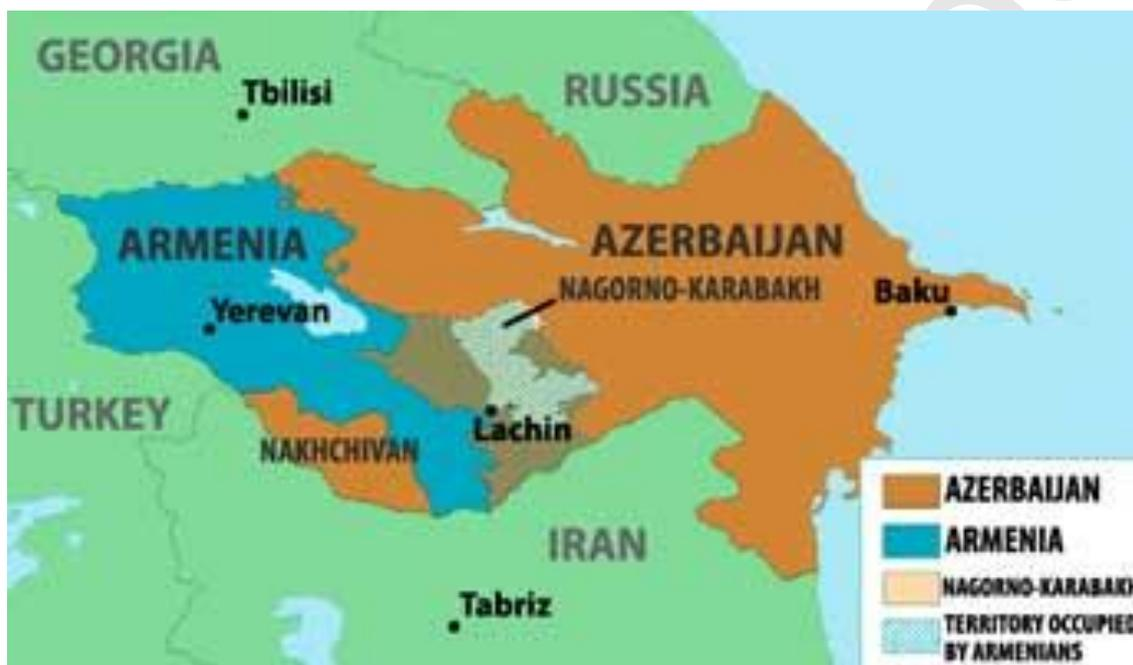 GEORGIA
Tbilisi
RUSSIA
ARMENIA
AZERBAIJAN
NAGORNO-KARABAKH
Baku
Yerevan
TURKEY
Lachin
NAKHCHIVAN
IRAN
Tabriz
AZERBAIJAN
ARMENIA
NAGORNO-KARABAKH
TERRITORY OCCUPIED
BY ARMENIANS